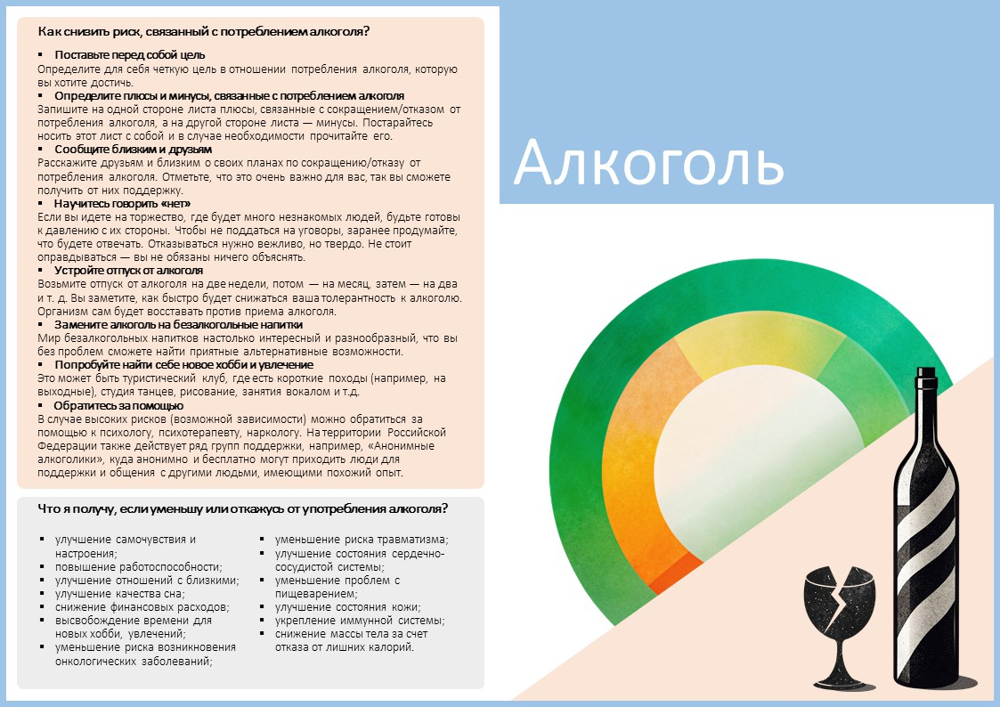 Как снизить риск, связанный с потреблением алкоголя?
▪ Поставьте перед собой цель
Определите для себя четкую цель в отношении потребления алкоголя, которую
вы хотите достичь.
▪ Определите плюсы и минусы, связанные с потреблением алкоголя
Запишите на одной стороне листа плюсы, связанные с сокращением/отказом от
потребления алкоголя, а на другой стороне листа — минусы. Постарайтесь
носить этот лист с собой и в случае необходимости прочитайте его.
▪ Сообщите близким и друзьям
Расскажите друзьям и близким о своих планах по сокращению/отказу от
потребления алкоголя. Отметьте, что это очень важно для вас, так вы сможете
получить от них поддержку.
▪ Научитесь говорить «нет»
Если вы идете на торжество, где будет много незнакомых людей, будьте готовы
к давлению с их стороны. Чтобы не поддаться на уговоры, заранее продумайте,
что будете отвечать. Отказываться нужно вежливо, но твердо. Не стоит
оправдываться — вы не обязаны ничего объяснять.
▪ Устройте отпуск от алкоголя
Возьмите отпуск от алкоголя на две недели, потом — на месяц, затем — на два
и т. д. Вы заметите, как быстро будет снижаться ваша толерантность к алкоголю.
Организм сам будет восставать против приема алкоголя.
▪ Замените алкоголь на безалкогольные напитки
Мир безалкогольных напитков настолько интересный и разнообразный, что вы
без проблем сможете найти приятные альтернативные возможности.
▪ Попробуйте найти себе новое хобби и увлечение
Это может быть туристический клуб, где есть короткие походы (например, на
выходные), студия танцев, рисование, занятия вокалом и т.д.
▪ Обратитесь за помощью
В случае высоких рисков (возможной зависимости) можно обратиться за
помощью к психологу, психотерапевту, наркологу. На территории Российской
Федерации также действует ряд групп поддержки, например, «Анонимные
алкоголики», куда анонимно и бесплатно могут приходить люди для
поддержки и общения с другими людьми, имеющими похожий опыт.
Что я получу, если уменьшу или откажусь от употребления алкоголя?
▪ улучшение самочувствия и
настроения;
▪ повышение работоспособности;
▪ улучшение отношений с близкими;
▪ улучшение качества сна;
▪ снижение финансовых расходов;
▪ высвобождение времени для
новых хобби, увлечений;
▪ уменьшение риска возникновения
онкологических заболеваний;
▪ уменьшение риска травматизма;
▪ улучшение состояния сердечно-
сосудистой системы;
▪ уменьшение проблем с
пищеварением;
▪ улучшение состояния кожи;
▪ укрепление иммунной системы;
▪ снижение массы тела за счет
отказа от лишних калорий.
Алкоголь